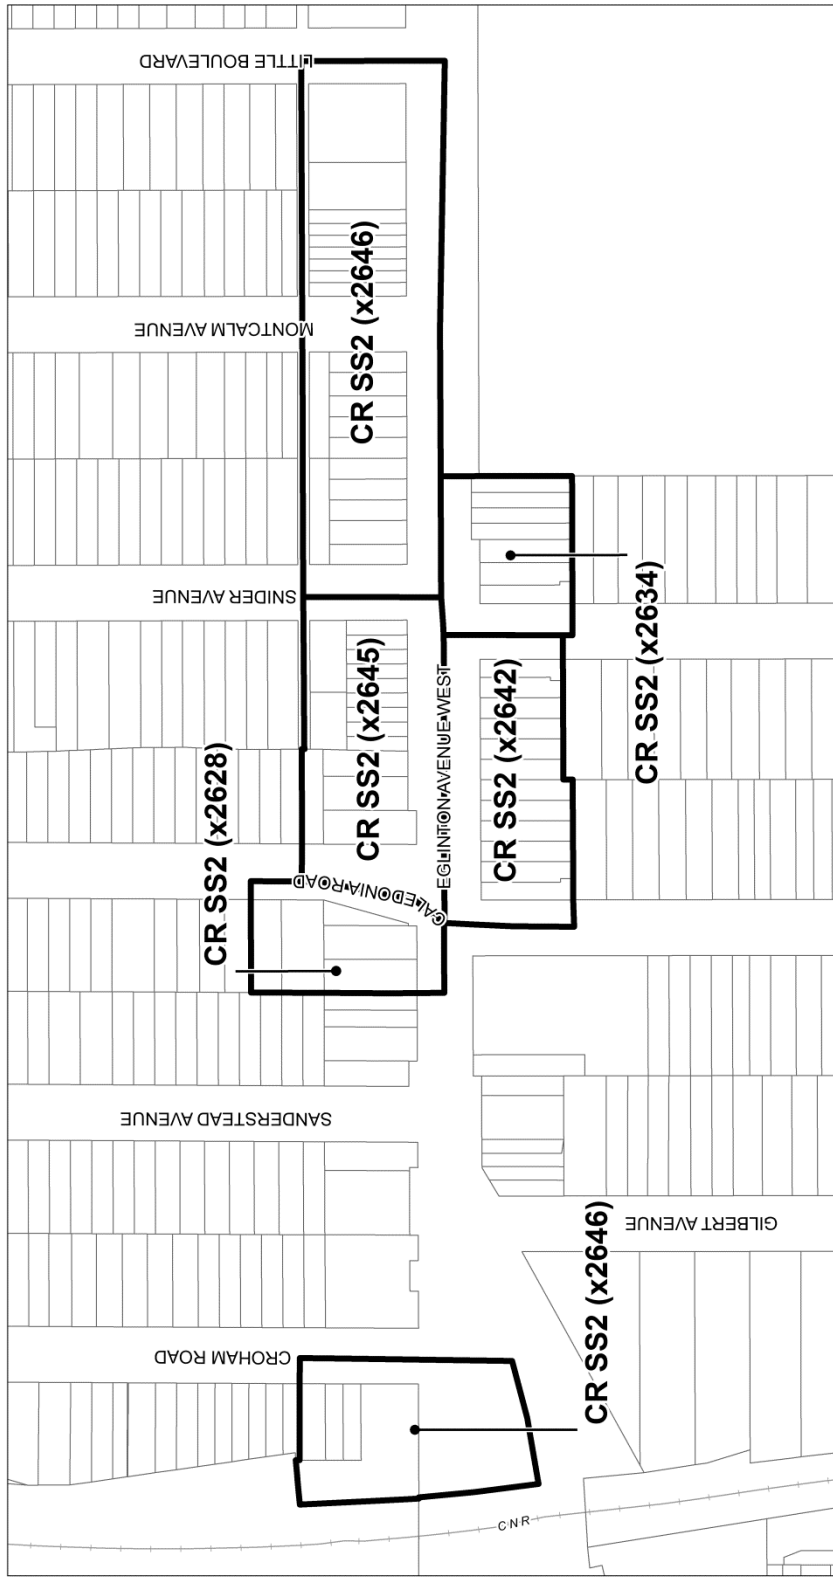 LITTLE BOULEVARD
CR SS2 (x2646)
MONTCALM AVENUE
SNIDER AVENUE
CR SS2 (x2634)
CR SS2 (x2645)
EGLINTON AVENUE WEST
CR SS2 (x2642)
CR SS2 (x2628)
CALEDONIA ROAD
SANDERSTEAD AVENUE
GILBERT AVENUE
CR SS2 (x2646)
CROHAM ROAD
CNR